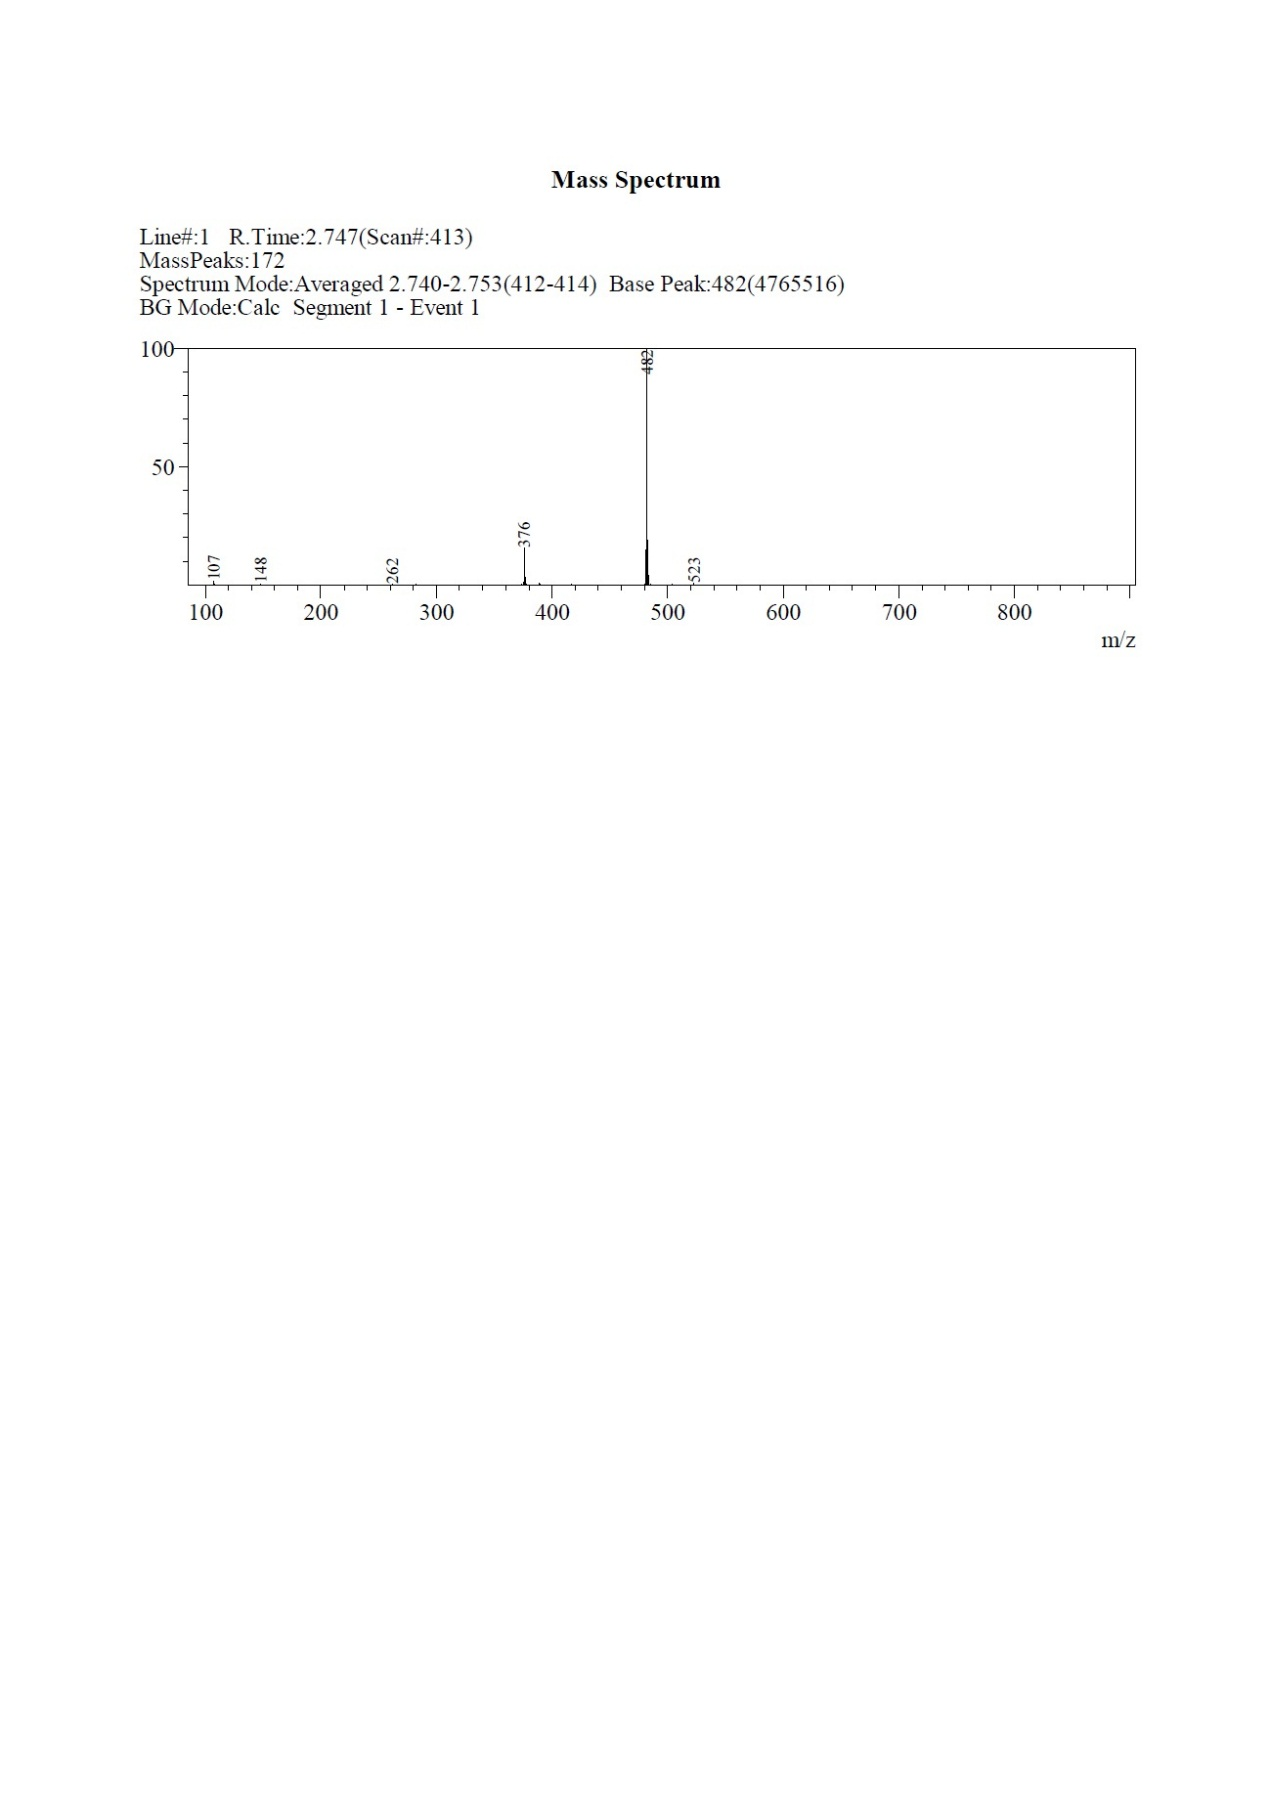 Mass Spectrum
Line#:1 R.Time:2.747(Scan#:413)
MassPeaks:172
Spectrum Mode:Averaged 2.740-2.753(412-414) Base Peak:482(4765516)
BG Mode:Calc Segment 1 - Event 1
100
482
50
376
107
148
262
523
100 200 300 400 500 600 700 800
m/z